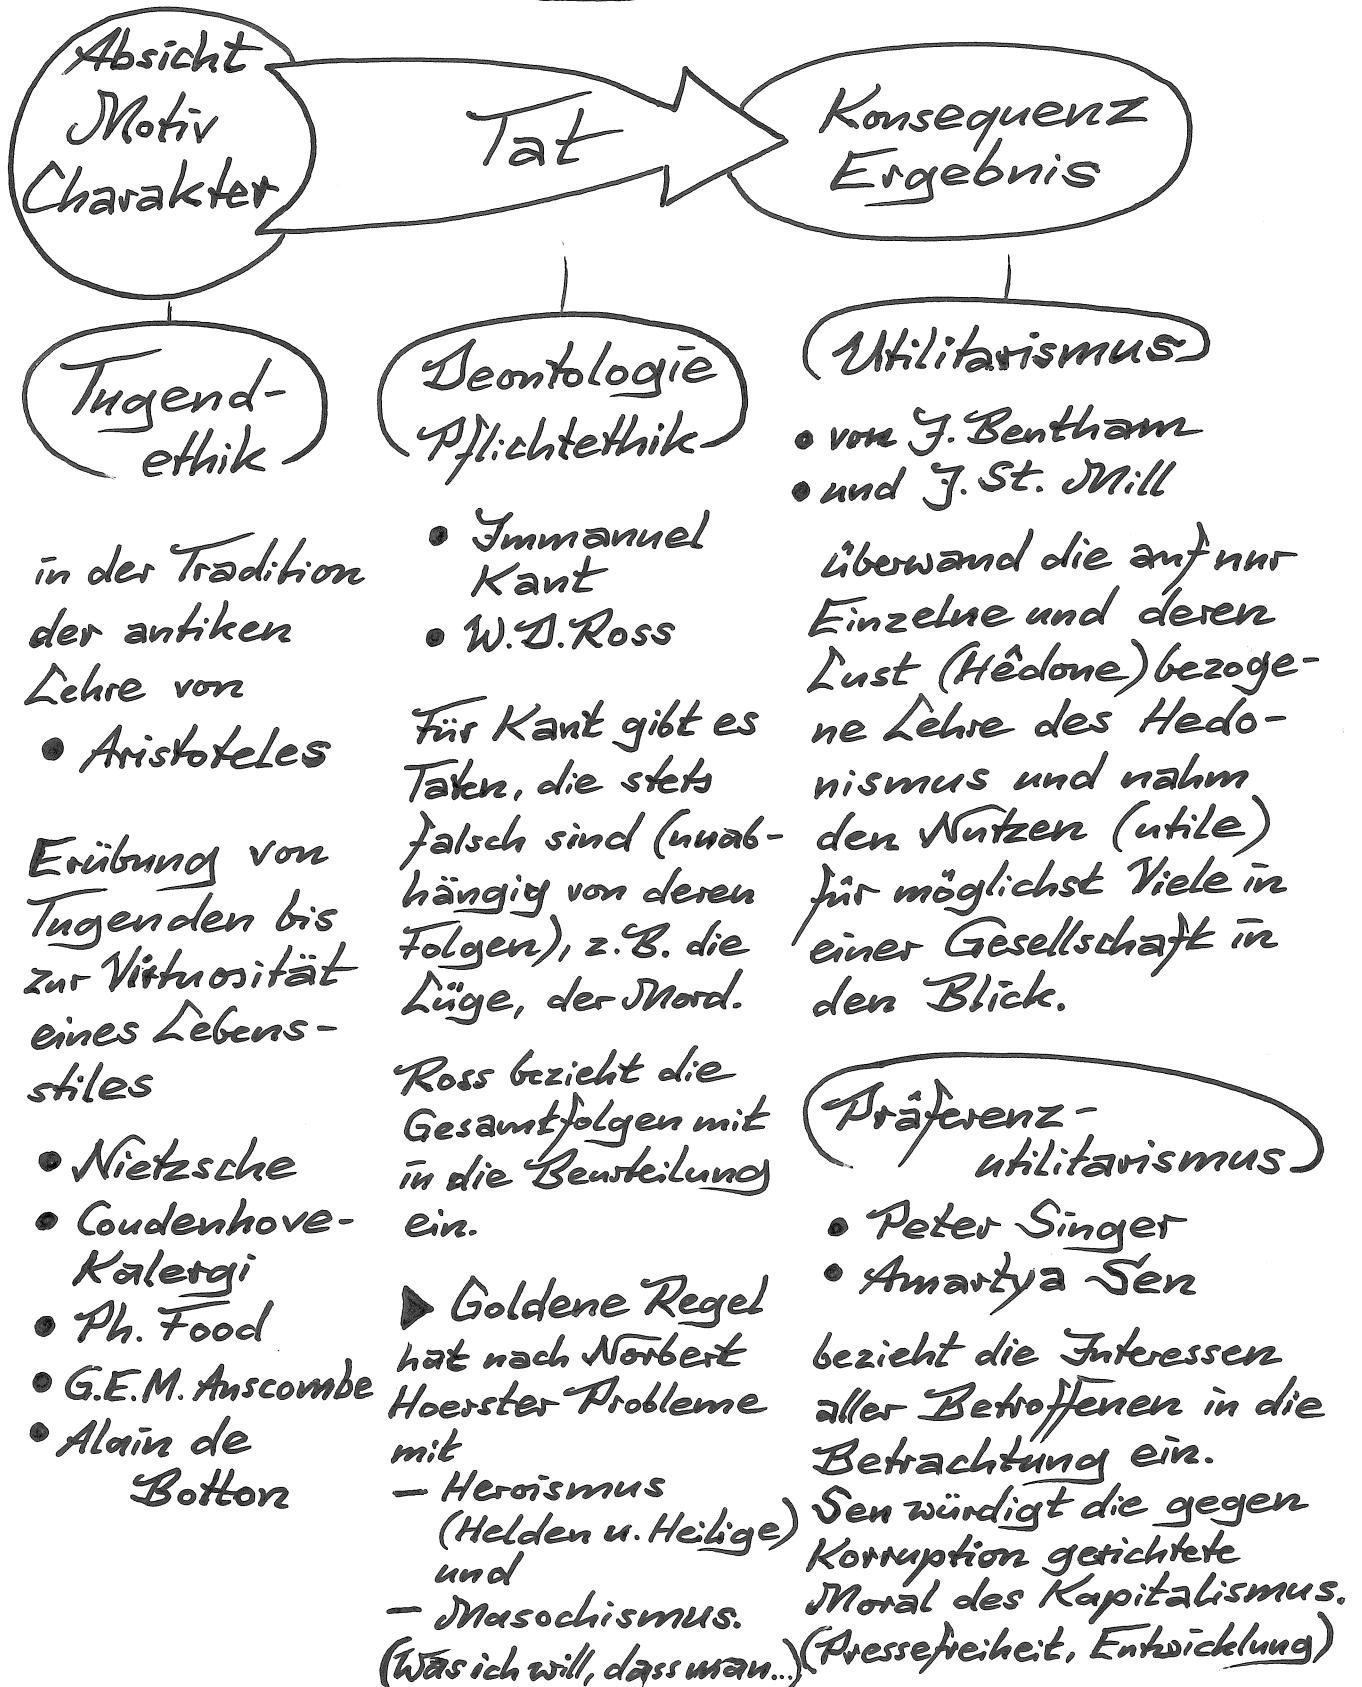 Absicht
Motiv
Charakter
Tat
Konsequenz
Ergebnis
Tugend-
ethik
in der Tradition
der antiken
Lehre von
• Aristoteles
Erübung von
Tugenden bis
zur Virtuosität
eines Lebens-
stiles
• Nietzsche
• Coudenhove-
Kalergi
• Ph. Food
• G.E.M. Anscombe
• Alain de
Botton
Deontologie
Pflichtethik
• Immanuel
Kant
• W.D. Ross
Für Kant gibt es
Taten, die stets
falsch sind (unab-
hängig von deren
Folgen), z.B. die
Lüge, der Mord.
Ross bezieht die
Gesamtfolgen mit
in die Beurteilung
ein.
▶ Goldene Regel
hat nach Norbert
Hoerster Probleme
mit
– Heroismus
(Helden u. Heilige)
und
– Masochismus.
(Was ich will, dass man...)
Utilitarismus
• von J. Bentham
• und J. St. Mill
überwand die auf nur
Einzelne und deren
Lust (Hêdone) bezoge-
ne Lehre des Hedo-
nismus und nahm
den Nutzen (utile)
für möglichst Viele in
einer Gesellschaft in
den Blick.
Präferenz-
utilitarismus
• Peter Singer
• Amartya Sen
bezieht die Interessen
aller Betroffenen in die
Betrachtung ein.
Sen würdigt die gegen
Korruption gerichtete
Moral des Kapitalismus.
(Pressefreiheit, Entwicklung)